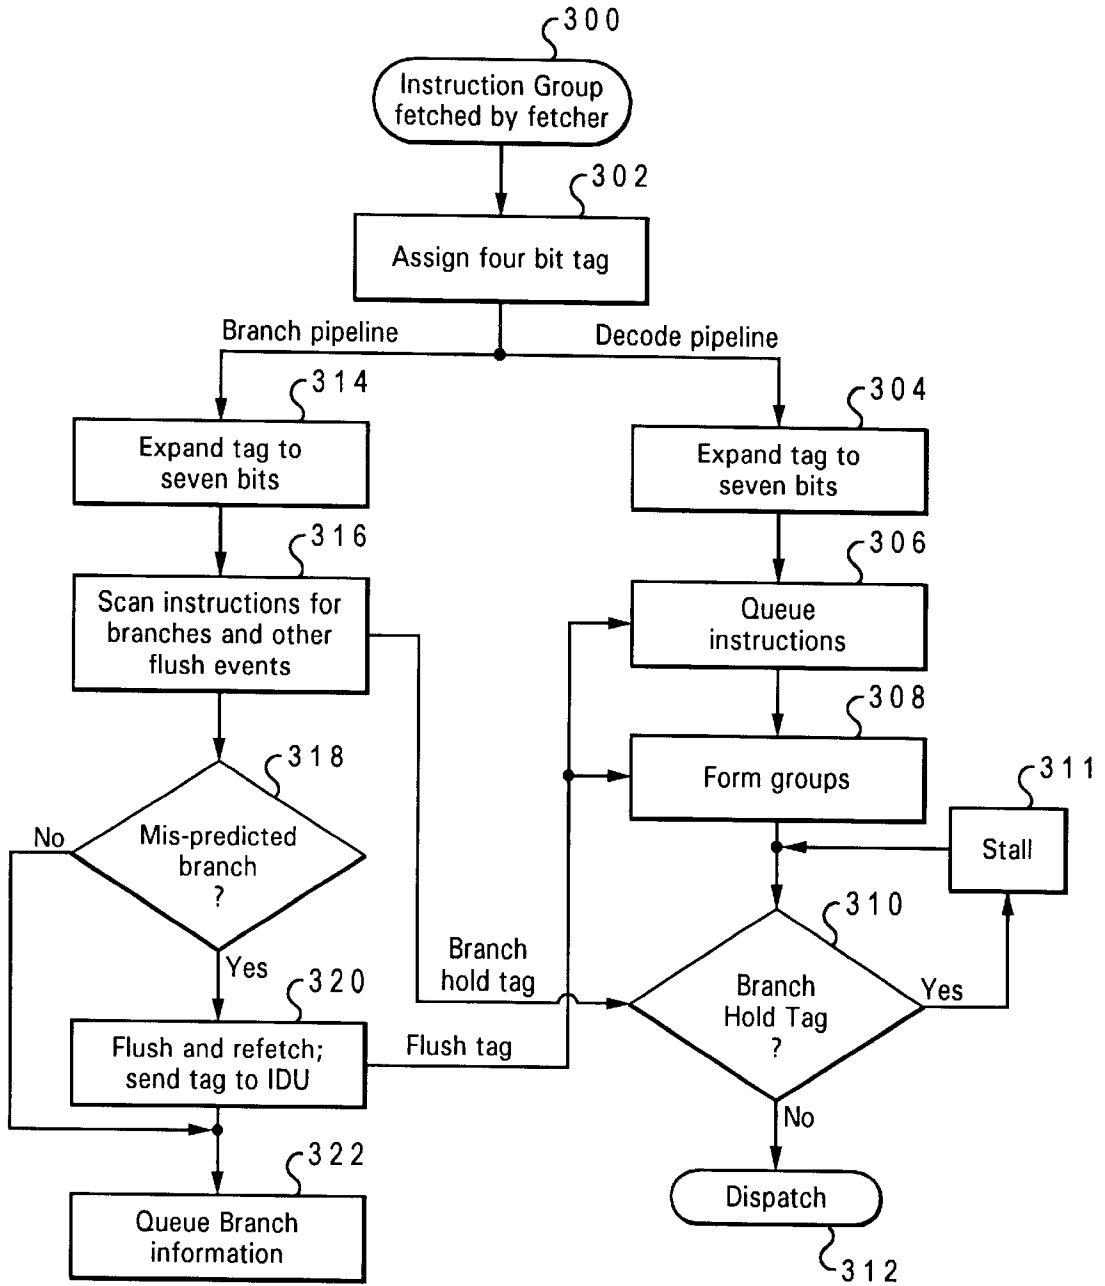 300
Instruction Group
fetched by fetcher
302
Assign four bit tag
Branch pipeline
Decode pipeline
314
Expand tag to
seven bits
304
Expand tag to
seven bits
316
Scan instructions for
branches and other
flush events
306
Queue
instructions
308
Form groups
318
Mis-predicted
branch
?
No
Yes
311
Stall
310
Branch
Hold Tag
?
Yes
No
Branch
hold tag
320
Flush and refetch;
send tag to IDU
Flush tag
322
Queue Branch
information
Dispatch
312